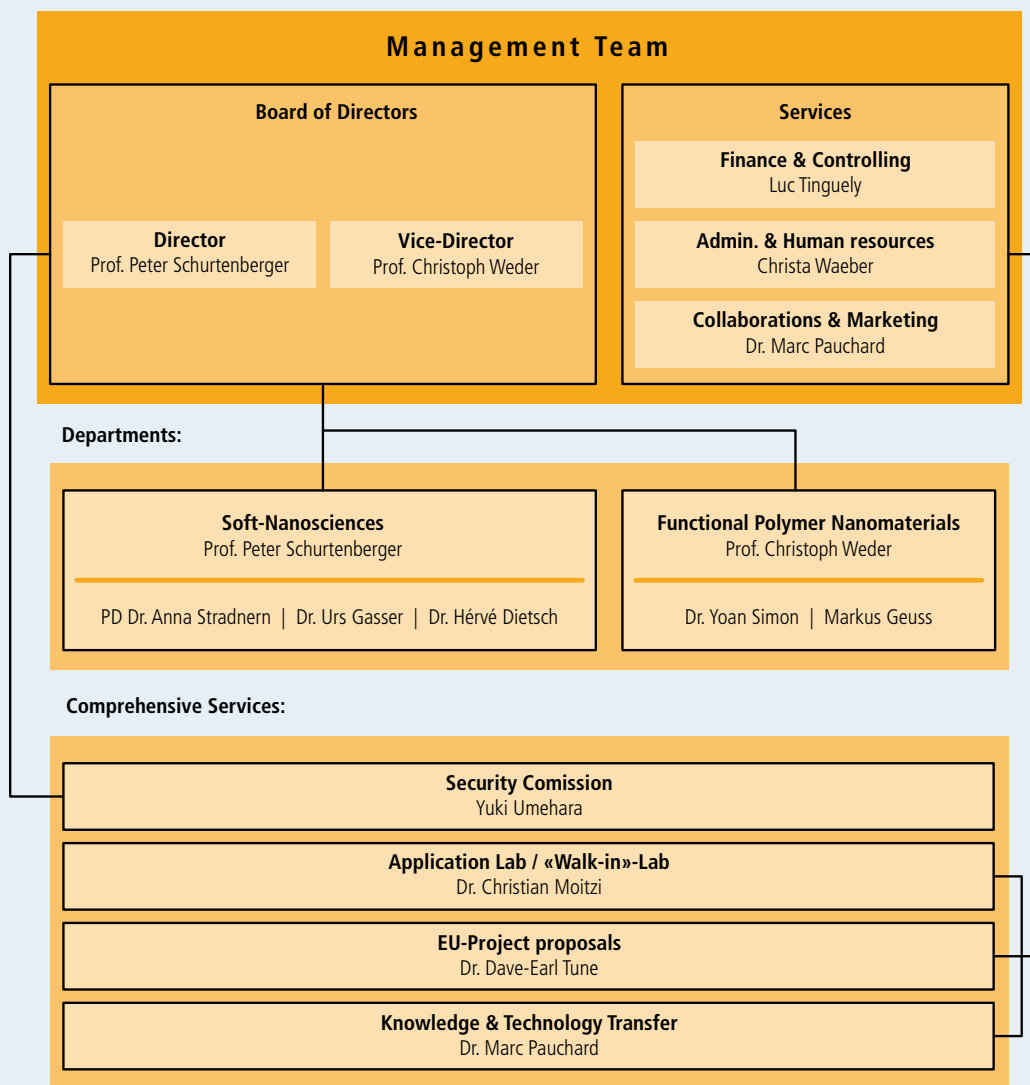 Management Team
Board of Directors
Director
Prof. Peter Schurtenberger
Vice-Director
Prof. Christoph Weder
Services
Finance & Controlling
Luc Tinguely
Admin. & Human resources
Christa Waeber
Collaborations & Marketing
Dr. Marc Pauchard
Departments:
Soft-Nanosciences
Prof. Peter Schurtenberger
PD Dr. Anna Stradnern | Dr. Urs Gasser | Dr. Hérvé Dietsch
Functional Polymer Nanomaterials
Prof. Christoph Weder
Dr. Yoan Simon | Markus Geuss
Comprehensive Services:
Security Comission
Yuki Umehara
Application Lab / «Walk-in»-Lab
Dr. Christian Moitzi
EU-Project proposals
Dr. Dave-Earl Tune
Knowledge & Technology Transfer
Dr. Marc Pauchard